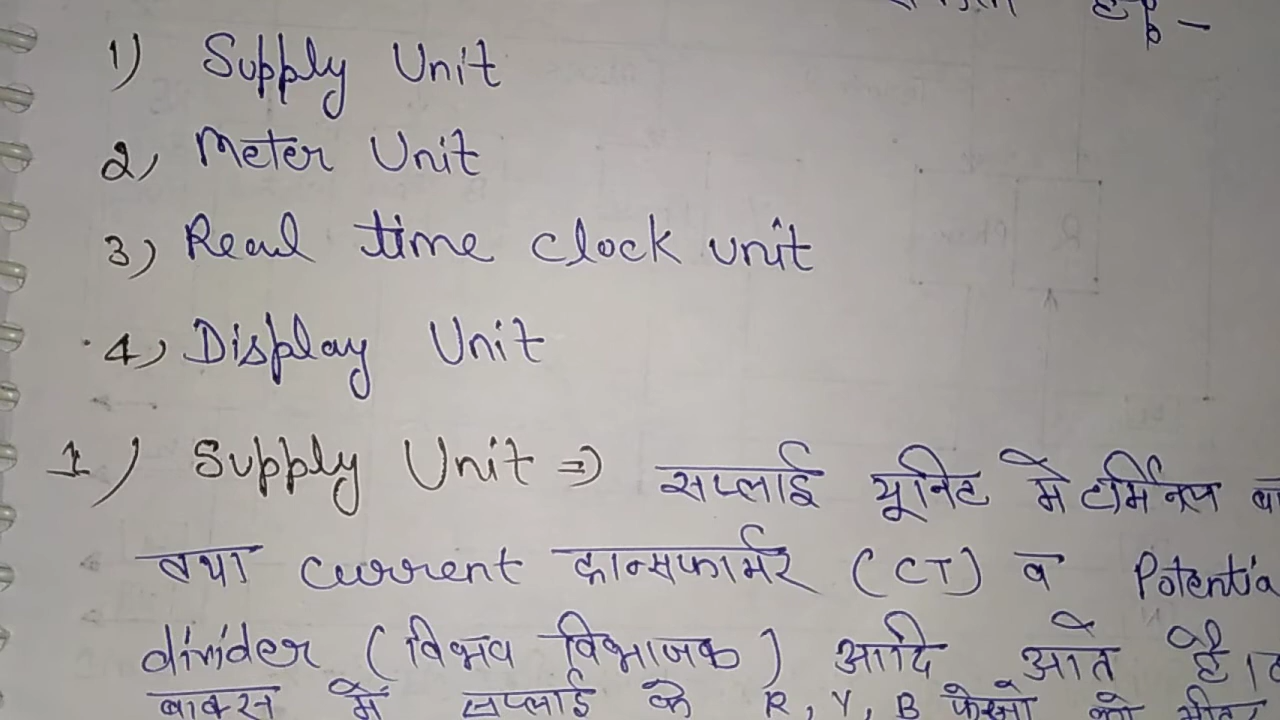 1) Supply Unit
2) Meter Unit
3) Real time clock unit
4) Display Unit
1) Supply Unit => सप्लाई यूनिट मे टर्मिनल
तथा current ट्रान्सफार्मर (CT) व Potentia
divider (विभव विभाजक) आदि आते है।
बाक्स में सप्लाई के R, Y, B फेसो को